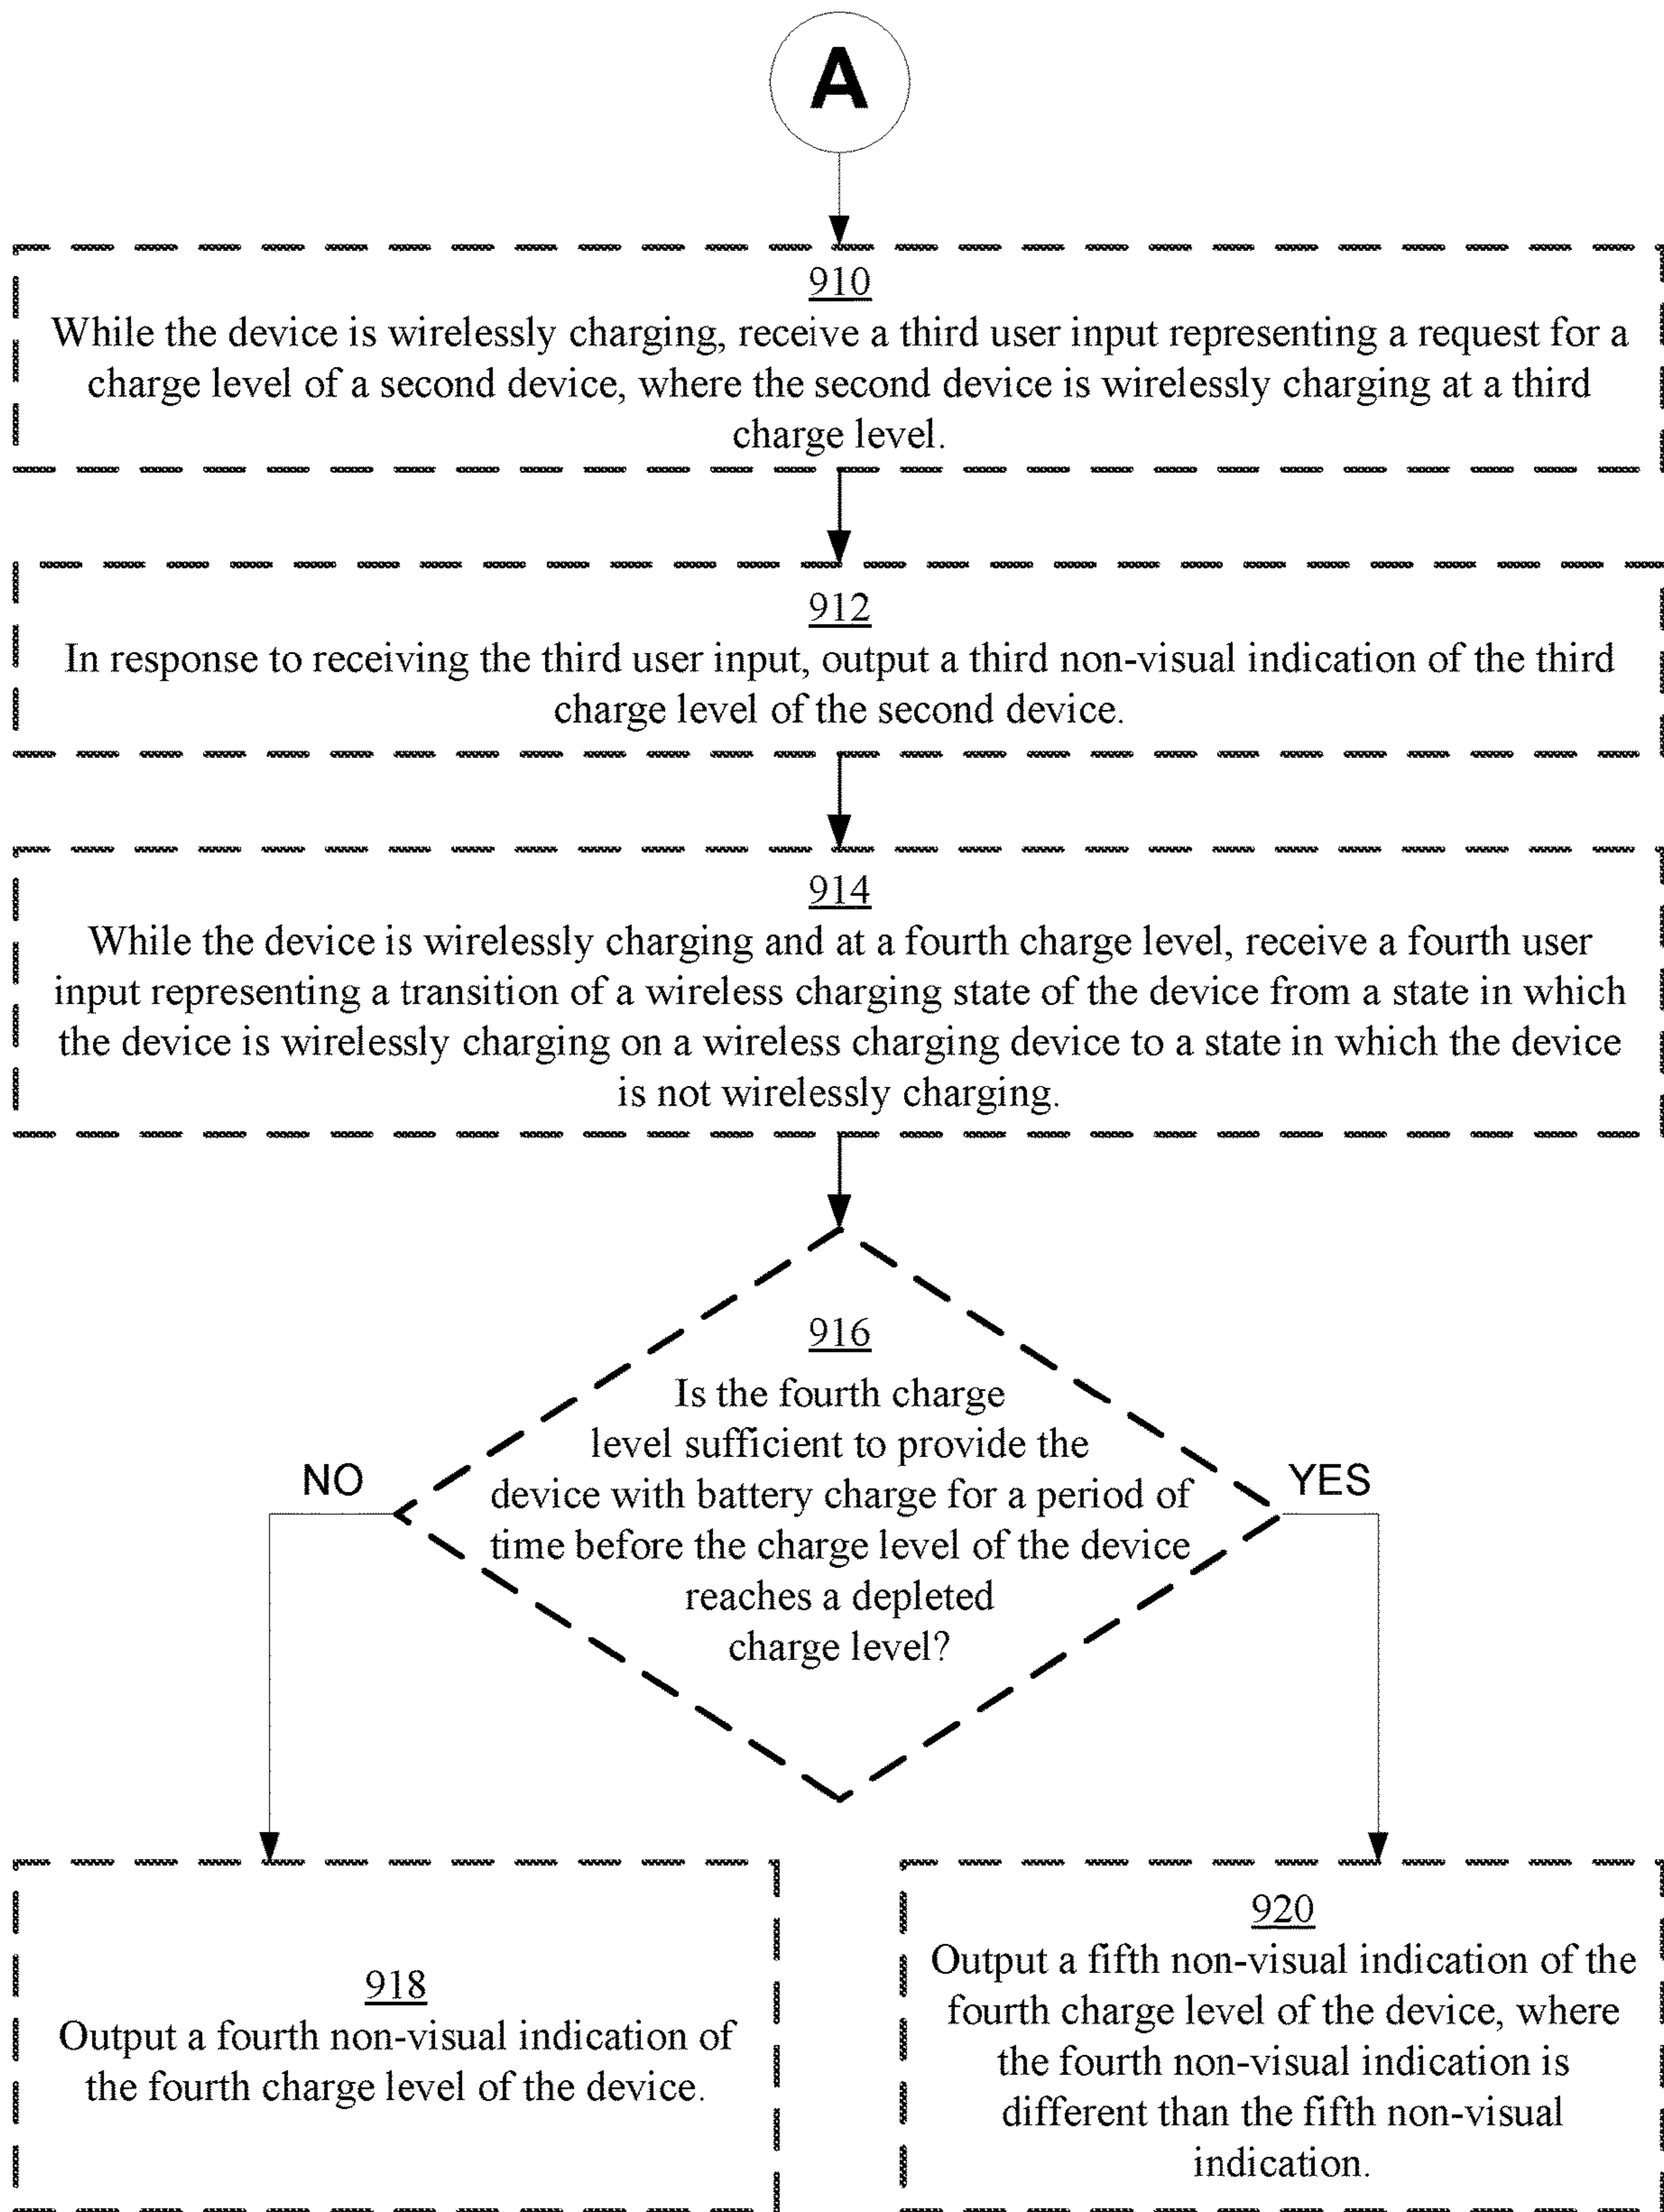 A
910
While the device is wirelessly charging, receive a third user input representing a request for a
charge level of a second device, where the second device is wirelessly charging at a third
charge level.
912
In response to receiving the third user input, output a third non-visual indication of the third
charge level of the second device.
914
While the device is wirelessly charging and at a fourth charge level, receive a fourth user
input representing a transition of a wireless charging state of the device from a state in which
the device is wirelessly charging on a wireless charging device to a state in which the device
is not wirelessly charging.
916
Is the fourth charge
level sufficient to provide the
device with battery charge for a period of
time before the charge level of the device
reaches a depleted
charge level?
NO
YES
918
Output a fourth non-visual indication of
the fourth charge level of the device.
920
Output a fifth non-visual indication of the
fourth charge level of the device, where
the fourth non-visual indication is
different than the fifth non-visual
indication.